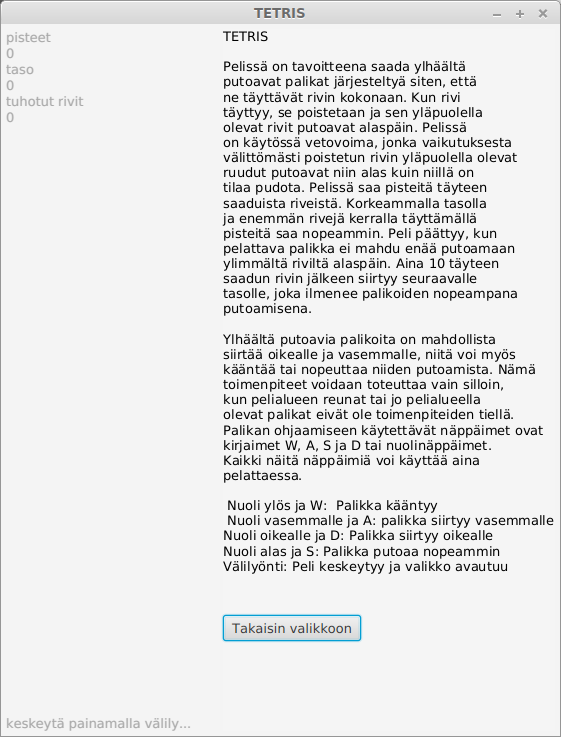 TETRIS
pisteet
0
taso
0
tuhotut rivit
0
TETRIS
Pelissä on tavoitteena saada ylhäältä
putoavat palikat järjesteltyä siten, että
ne täyttävät rivin kokonaan. Kun rivi
täyttyy, se poistetaan ja sen yläpuolella
olevat rivit putoavat alaspäin. Pelissä
on käytössä vetovoima, jonka vaikutuksesta
välittömästi poistetun rivin yläpuolella olevat
ruudut putoavat niin alas kuin niillä on
tilaa pudota. Pelissä saa pisteitä täyteen
saaduista riveistä. Korkeammalla tasolla
ja enemmän rivejä kerralla täyttämällä
pisteitä saa nopeammin. Peli päättyy, kun
pelattava palikka ei mahdu enää putoamaan
ylimmältä riviltä alaspäin. Aina 10 täyteen
saadun rivin jälkeen siirtyy seuraavalle
tasolle, joka ilmenee palikoiden nopeampana
putoamisena.
Ylhäältä putoavia palikoita on mahdollista
siirtää oikealle ja vasemmalle, niitä voi myös
kääntää tai nopeuttaa niiden putoamista. Nämä
toimenpiteet voidaan toteuttaa vain silloin,
kun pelialueen reunat tai jo pelialueella
olevat palikat eivät ole toimenpiteiden tiellä.
Palikan ohjaamiseen käytettävät näppäimet ovat
kirjaimet W, A, S ja D tai nuolinäppäimet.
Kaikki näitä näppäimiä voi käyttää aina
pelattaessa.
Nuoli ylös ja W:  Palikka kääntyy
Nuoli vasemmalle ja A: palikka siirtyy vasemmalle
Nuoli oikealle ja D: Palikka siirtyy oikealle
Nuoli alas ja S: Palikka putoaa nopeammin
Välilyönti: Peli keskeytyy ja valikko avautuu
Takaisin valikkoon
keskeytä painamalla välily...